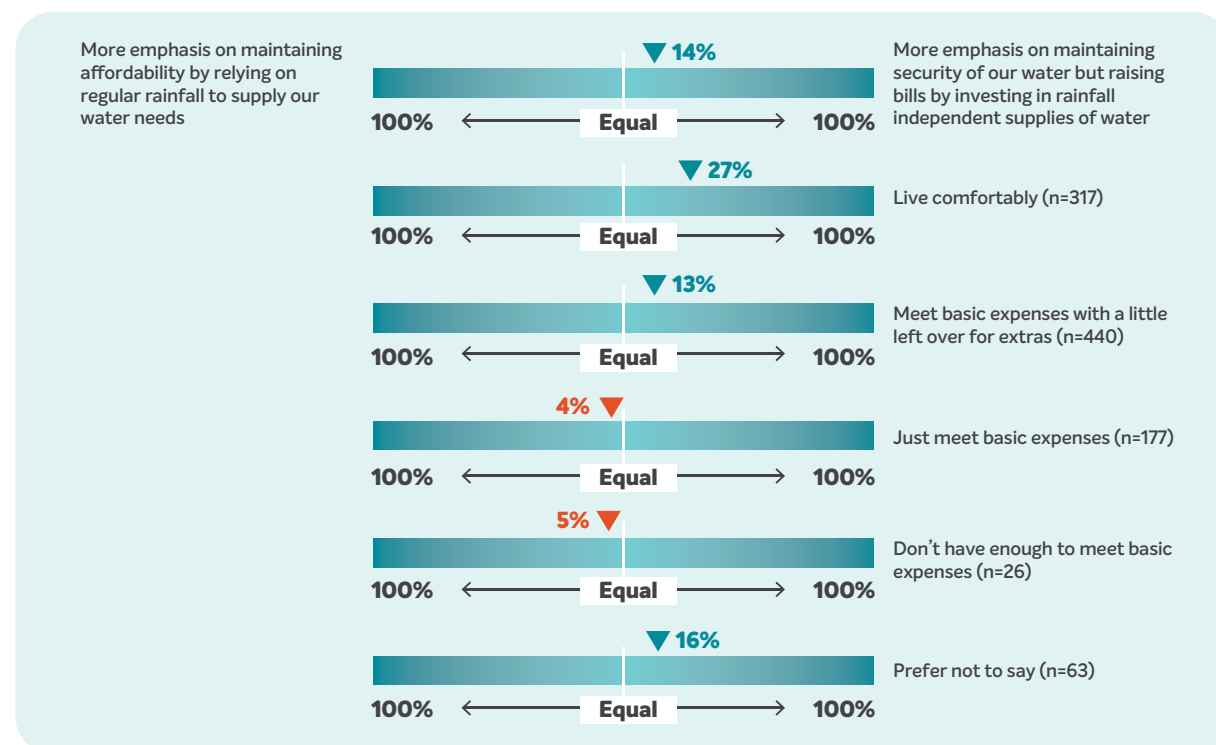 More emphasis on maintaining
affordability by relying on
regular rainfall to supply our
water needs
14%
100%
Equal
100%
More emphasis on maintaining
security of our water but raising
bills by investing in rainfall
independent supplies of water
27%
100%
Equal
100%
Live comfortably (n=317)
13%
100%
Equal
100%
Meet basic expenses with a little
left over for extras (n=440)
4%
100%
Equal
100%
Just meet basic expenses (n=177)
5%
100%
Equal
100%
Don’t have enough to meet basic
expenses (n=26)
16%
100%
Equal
100%
Prefer not to say (n=63)